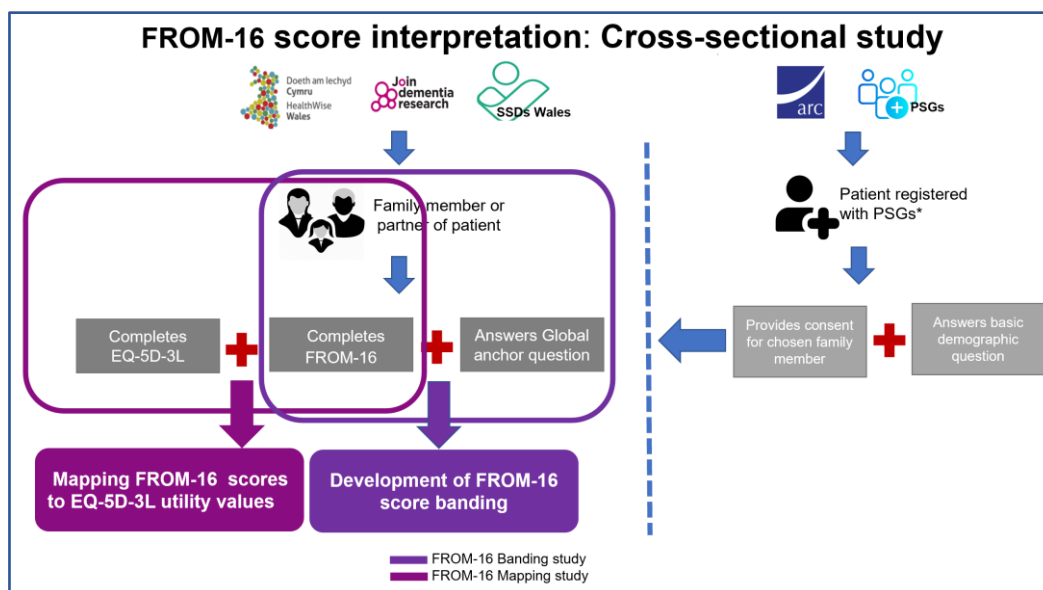 FROM-16 score interpretation: Cross-sectional study
Doeth am Iechyd
Cymru
HealthWise
Wales
Join
dementia
research
SSDs Wales
arc
PSGs
Family member or
partner of patient
Patient registered
with PSGs*
Completes
EQ-5D-3L
Completes
FROM-16
Answers Global
anchor question
Provides consent
for chosen family
member
Answers basic
demographic
question
Mapping FROM-16 scores
to EQ-5D-3L utility values
Development of FROM-16
score banding
FROM-16 Banding study
FROM-16 Mapping study